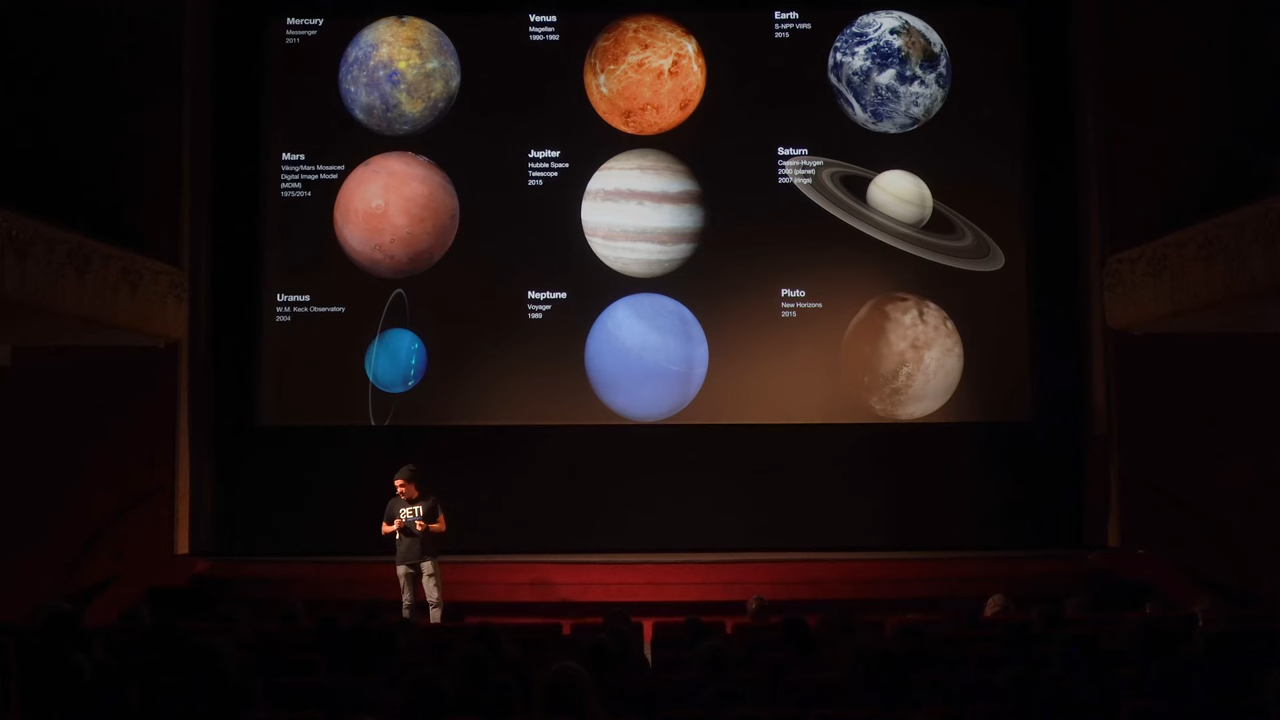 Mercury
Messenger
2011
Venus
Magellan
1990-1992
Earth
S-NPP VIIRS
2015
Mars
Viking/Mars Mosaiced
Digital Image Model
(MDIM)
1975/2014
Jupiter
Hubble Space
Telescope
2015
Saturn
Cassini-Huygen
2000 (planet)
2007 (rings)
Uranus
W.M. Keck Observatory
2004
Neptune
Voyager
1989
Pluto
New Horizons
2015
SETI